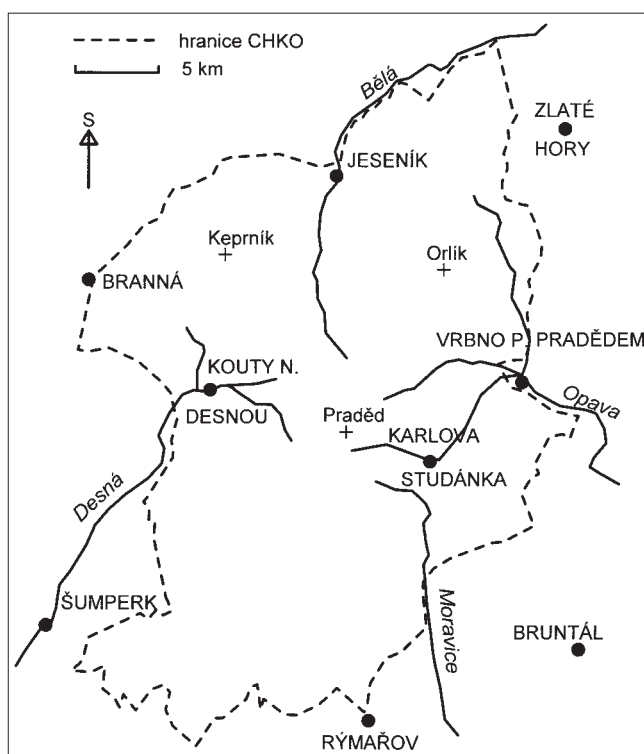 hranice CHKO
5 km
S
Bělá
ZLATÉ
HORY
JESENÍK
Keprník
Orlík
BRANNÁ
VRBNO P. PRADĚDEM
KOUTY N.
DESNOU
Opava
Praděd
KARLOVA
STUDÁNKA
Desná
ŠUMPERK
Moravice
BRUNTÁL
RÝMAŘOV